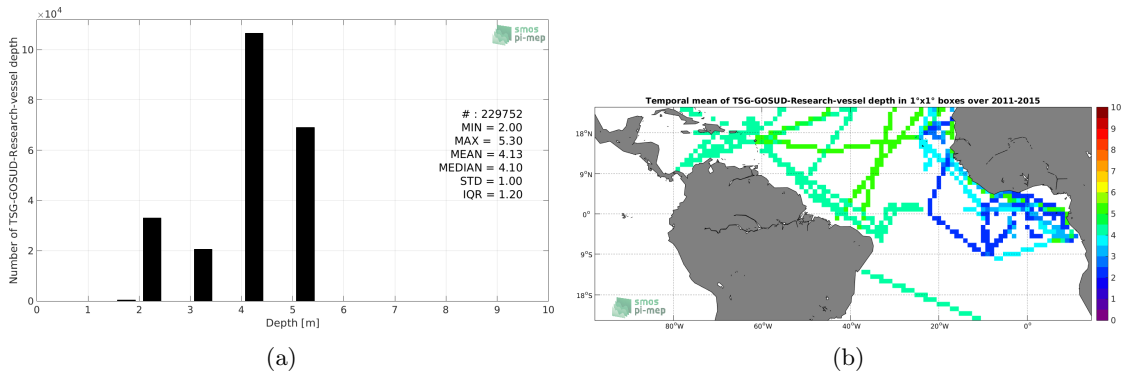 ×10⁴
smos
pi-mep
10
8
6
4
2
0
Number of TSG-GOSUD-Research-vessel depth
# : 229752
MIN = 2.00
MAX = 5.30
MEAN = 4.13
MEDIAN = 4.10
STD = 1.00
IQR = 1.20
0 1 2 3 4 5 6 7 8 9 10
Depth [m]
(a)
Temporal mean of TSG-GOSUD-Research-vessel depth in 1°x1° boxes over 2011-2015
18°N
9°N
0°
9°S
18°S
80°W 60°W 40°W 20°W 0°
smos
pi-mep
10
9
8
7
6
5
4
3
2
1
0
(b)